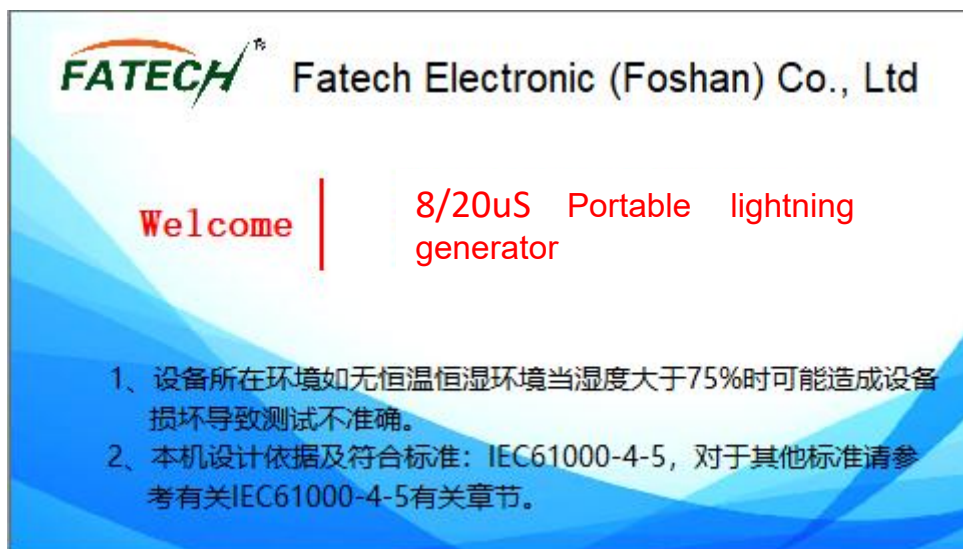 FATECH
Fatech Electronic (Foshan) Co., Ltd
Welcome
8/20uS Portable lightning
generator
1、设备所在环境如无恒温恒湿环境当湿度大于75%时可能造成设备
损坏导致测试不准确。
2、本机设计依据及符合标准：IEC61000-4-5，对于其他标准请参
考有关IEC61000-4-5有关章节。